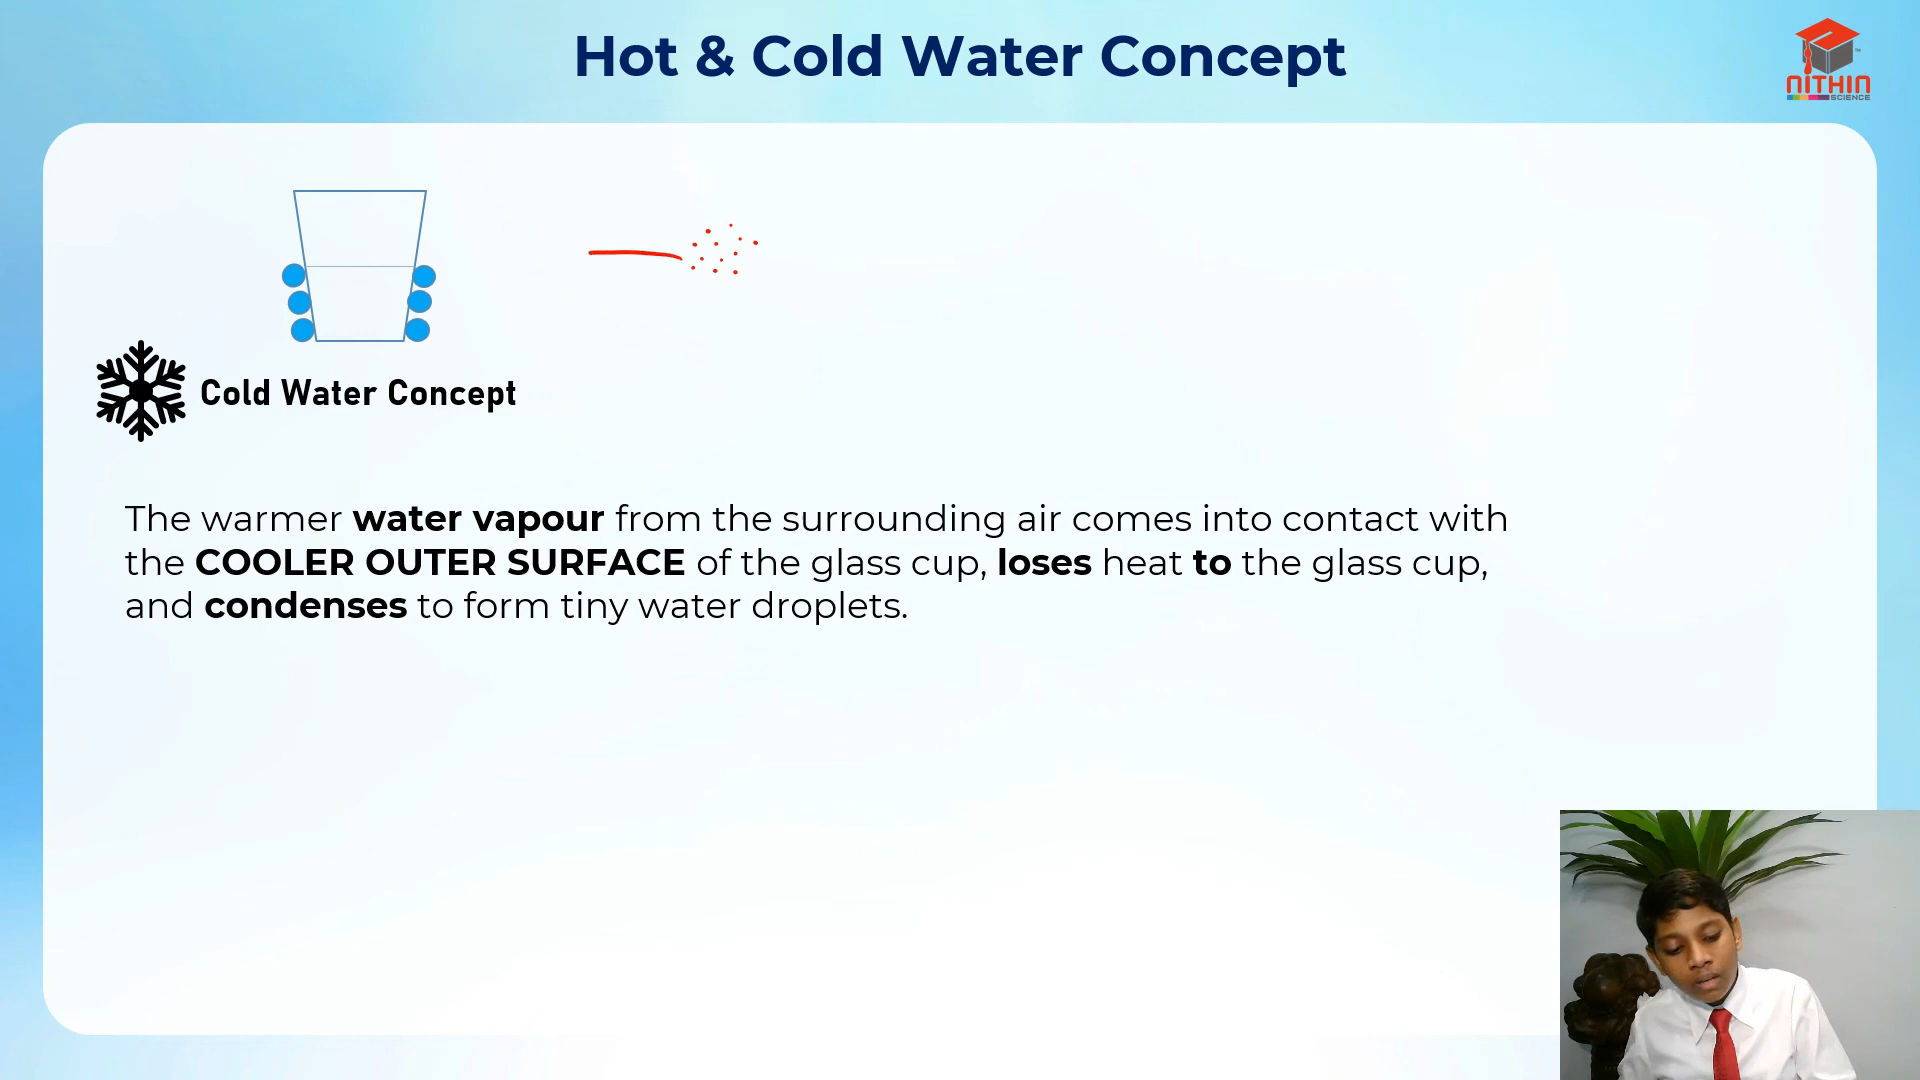 Hot & Cold Water Concept
NITHIN
SCIENCE
Cold Water Concept
The warmer water vapour from the surrounding air comes into contact with
the COOLER OUTER SURFACE of the glass cup, loses heat to the glass cup,
and condenses to form tiny water droplets.